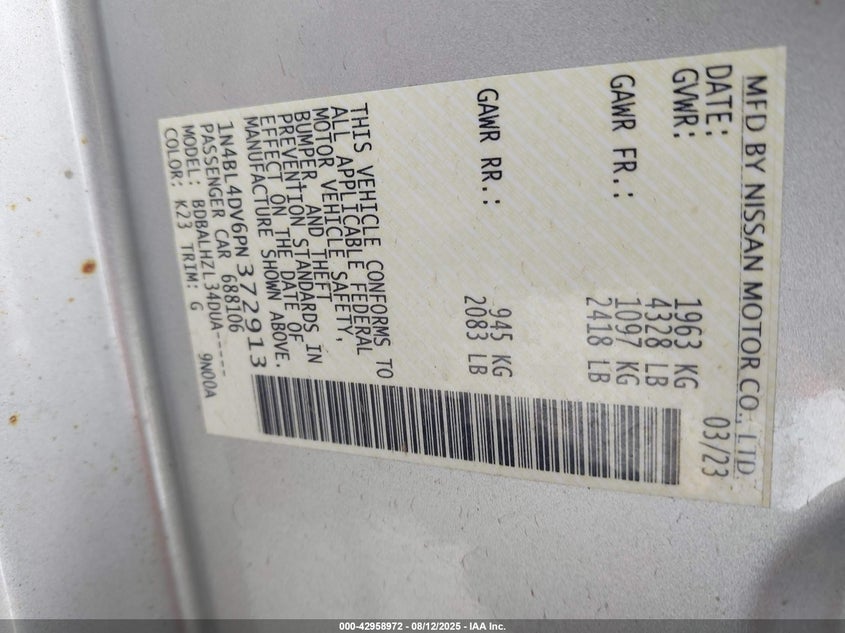 MFD BY NISSAN MOTOR CO., LTD.
DATE: 03/23
GVWR: 1963 KG
4328 LB
GAWR FR.: 1097 KG
2418 LB
GAWR RR.: 945 KG
2083 LB
THIS VEHICLE CONFORMS TO
ALL APPLICABLE FEDERAL
MOTOR VEHICLE SAFETY,
BUMPER, AND THEFT
PREVENTION STANDARDS IN
EFFECT ON THE DATE OF
MANUFACTURE SHOWN ABOVE.
1N4BL4DV6PN372913
PASSENGER CAR 688106
MODEL: BDBALHZL34DUA-----
COLOR: K23 TRIM: G 9N00A
000-42958972 - 08/12/2025 - IAA Inc.